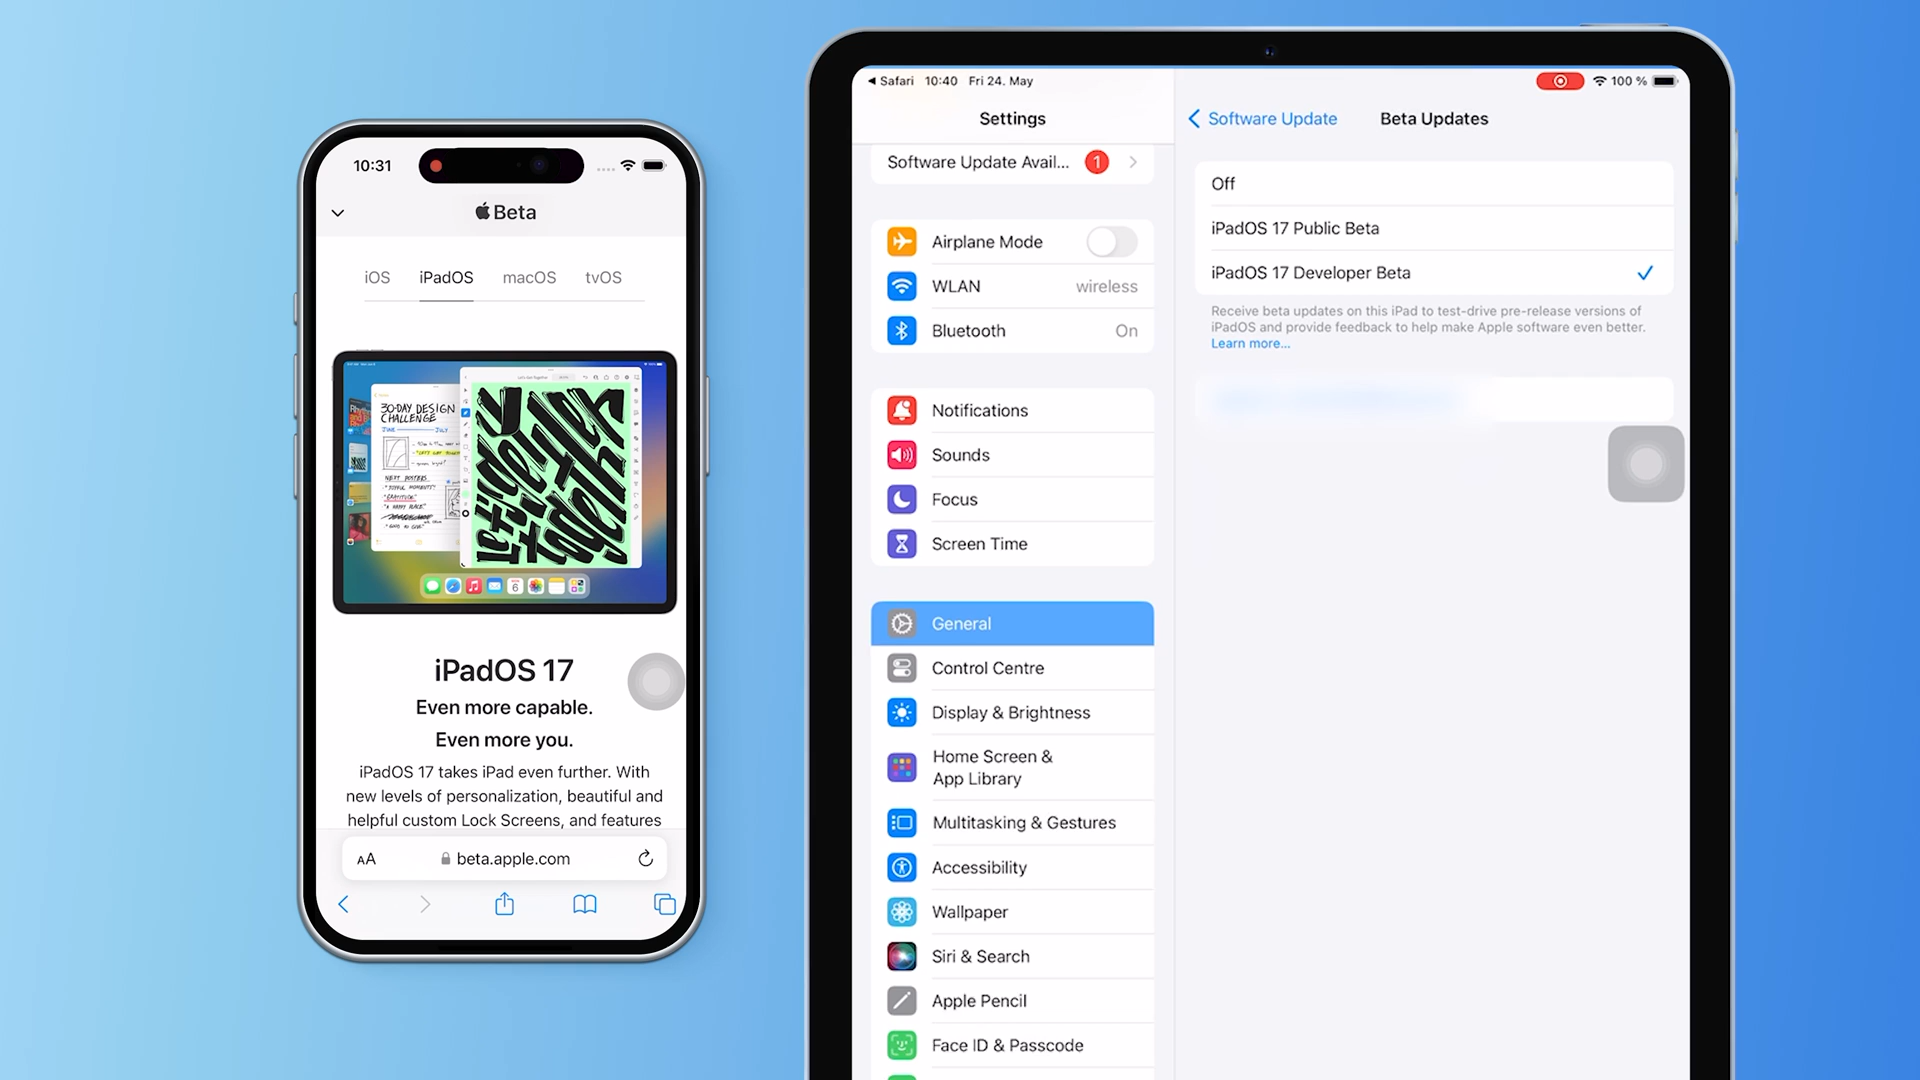 10:31
Beta
iOS iPadOS macOS tvOS
30-DAY DESIGN
CHALLENGE
JUNE JULY
NEXT POSTERS
6
iPadOS 17
Even more capable.
Even more you.
iPadOS 17 takes iPad even further. With
new levels of personalization, beautiful and
helpful custom Lock Screens, and features
AA beta.apple.com
Safari 10:40 Fri 24. May
100 %
Settings
Software Update Avail... 1
Airplane Mode
WLAN wireless
Bluetooth On
Notifications
Sounds
Focus
Screen Time
General
Control Centre
Display & Brightness
Home Screen &
App Library
Multitasking & Gestures
Accessibility
Wallpaper
Siri & Search
Apple Pencil
Face ID & Passcode
Software Update
Beta Updates
Off
iPadOS 17 Public Beta
iPadOS 17 Developer Beta
Receive beta updates on this iPad to test-drive pre-release versions of
iPadOS and provide feedback to help make Apple software even better.
Learn more...